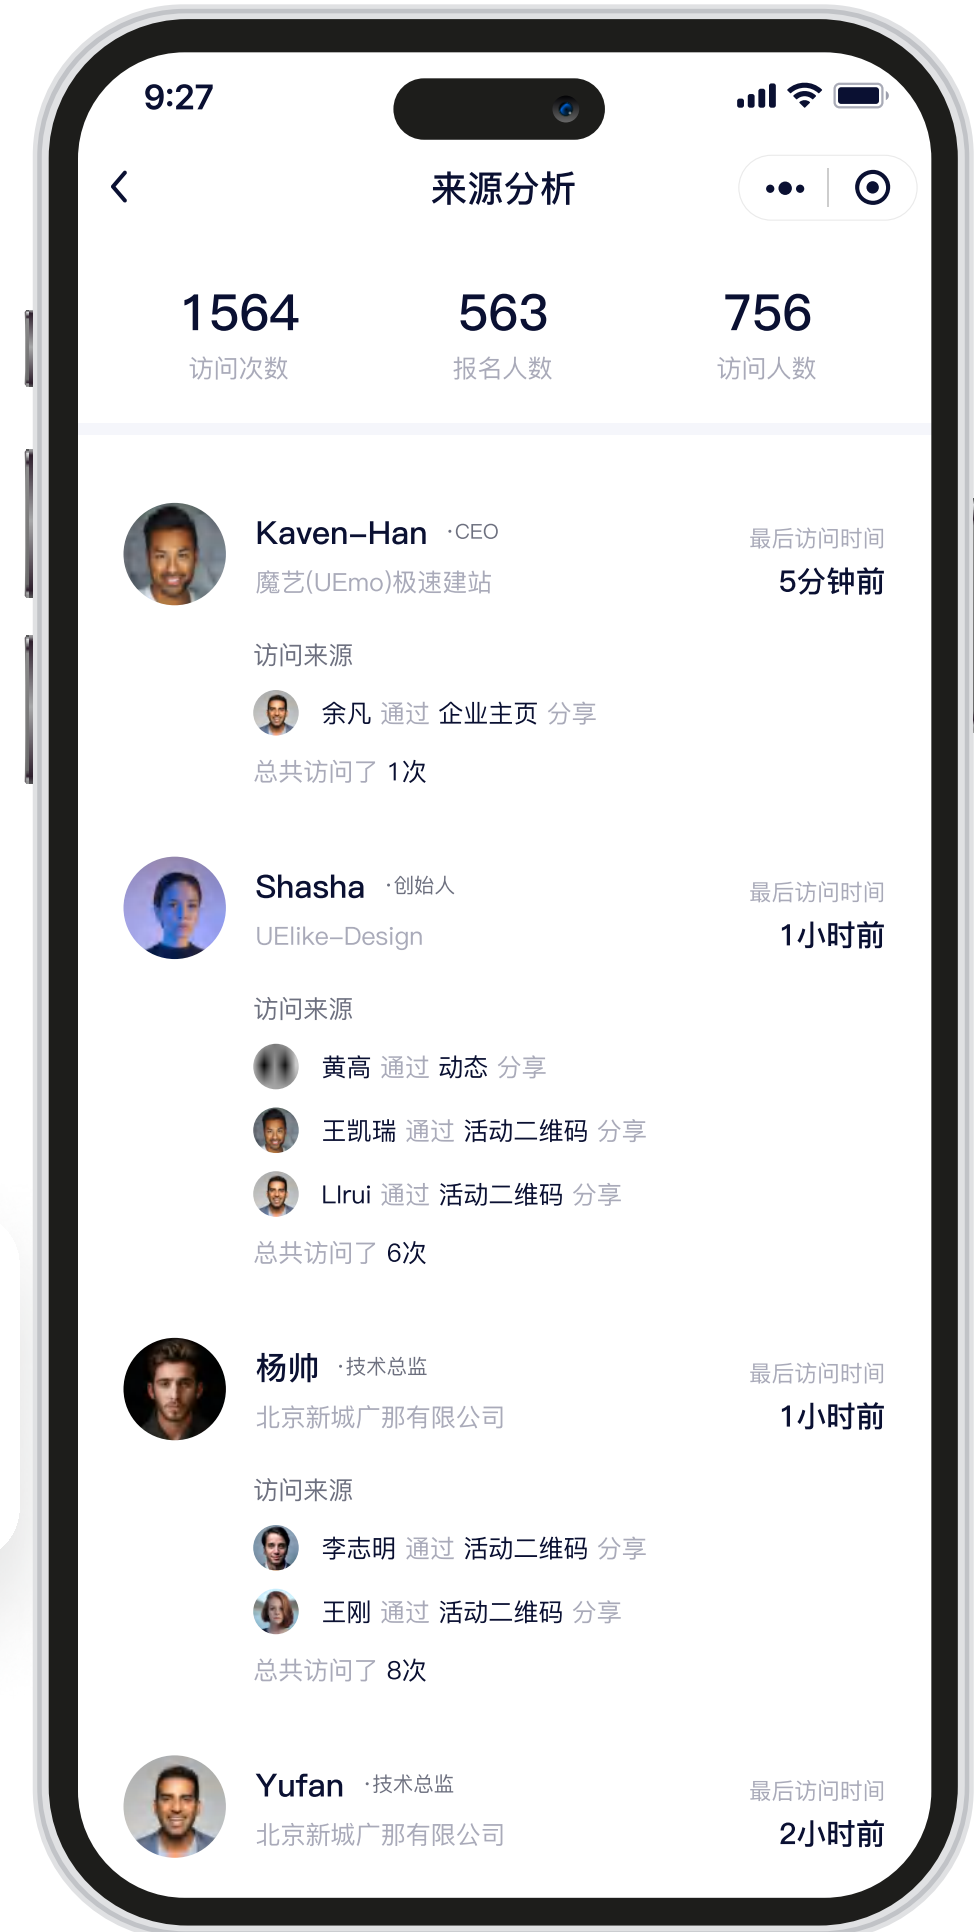 9:27
来源分析
1564 563 756
访问次数 报名人数 访问人数
Kaven-Han ·CEO
最后访问时间
魔艺(UEmo)极速建站
5分钟前
访问来源
余凡 通过 企业主页 分享
总共访问了 1次
Shasha ·创始人
最后访问时间
UElike-Design
1小时前
访问来源
黄高 通过 动态 分享
王凯瑞 通过 活动二维码 分享
LIrui 通过 活动二维码 分享
总共访问了 6次
杨帅 ·技术总监
最后访问时间
北京新城广那有限公司
1小时前
访问来源
李志明 通过 活动二维码 分享
王刚 通过 活动二维码 分享
总共访问了 8次
Yufan ·技术总监
最后访问时间
北京新城广那有限公司
2小时前